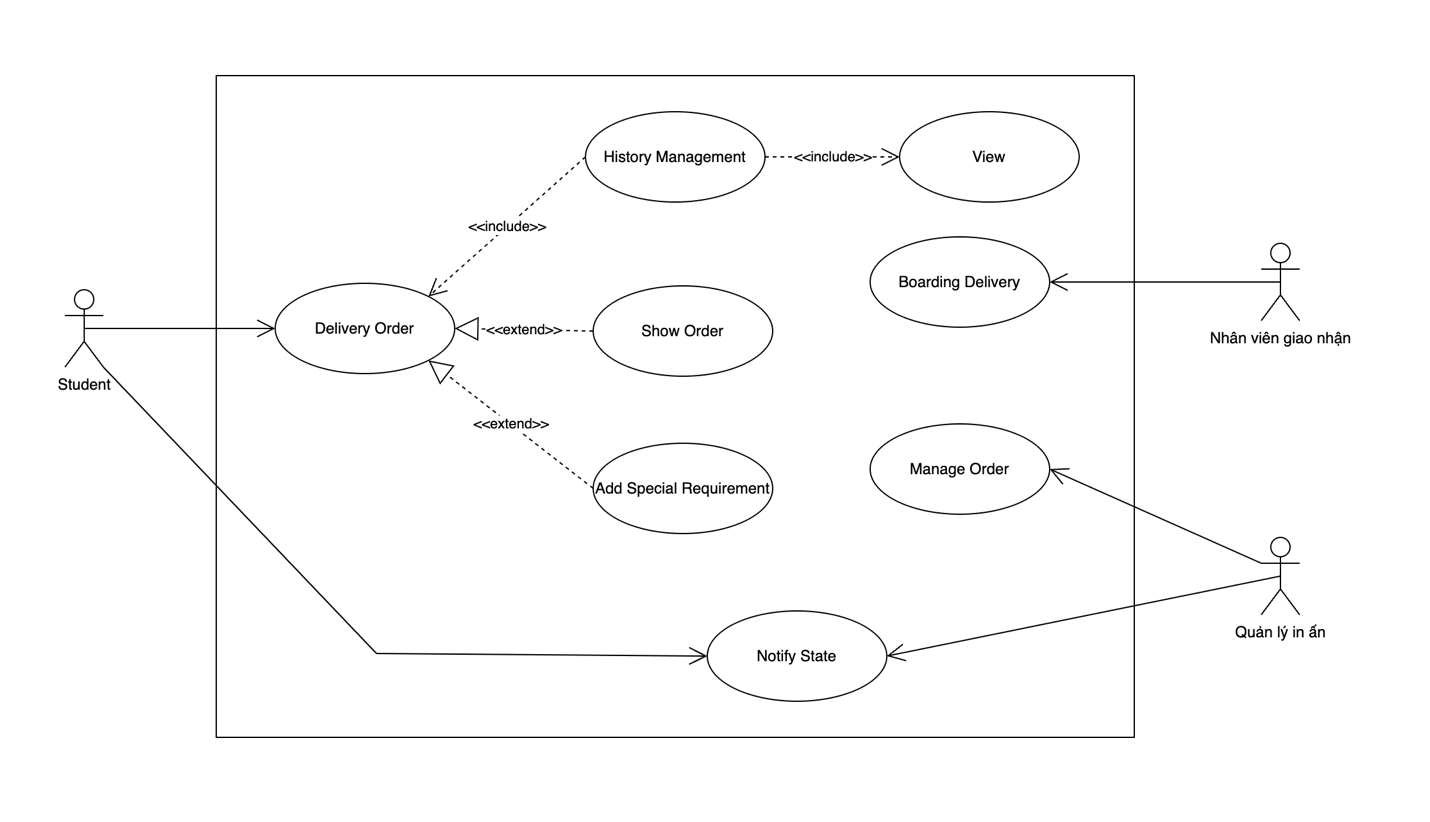 History Management
<<include>>
View
<<include>>
Boarding Delivery
Nhân viên giao nhận
Delivery Order
<<extend>>
Show Order
Student
<<extend>>
Manage Order
Add Special Requirement
Quản lý in ấn
Notify State